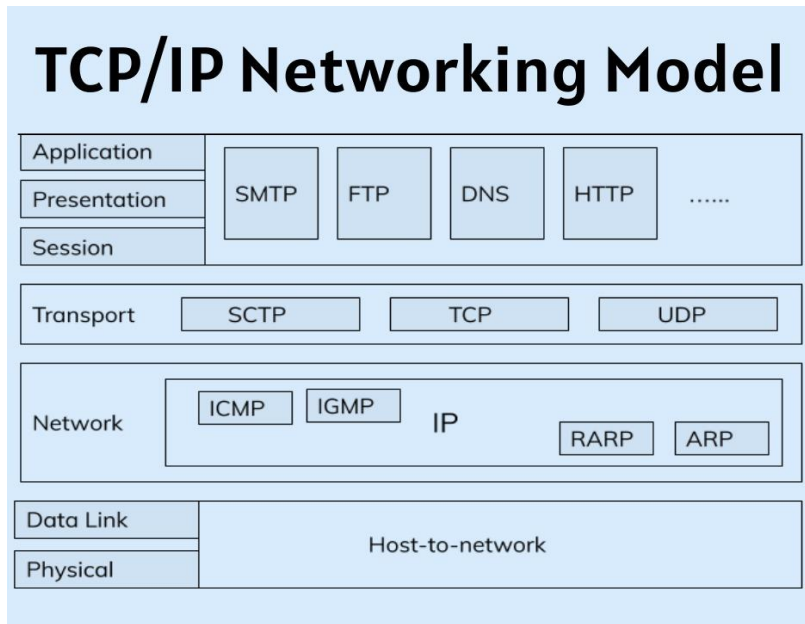 TCP/IP Networking Model
Application
Presentation
Session
SMTP FTP DNS HTTP ......
Transport SCTP TCP UDP
Network ICMP IGMP IP RARP ARP
Data Link
Physical
Host-to-network